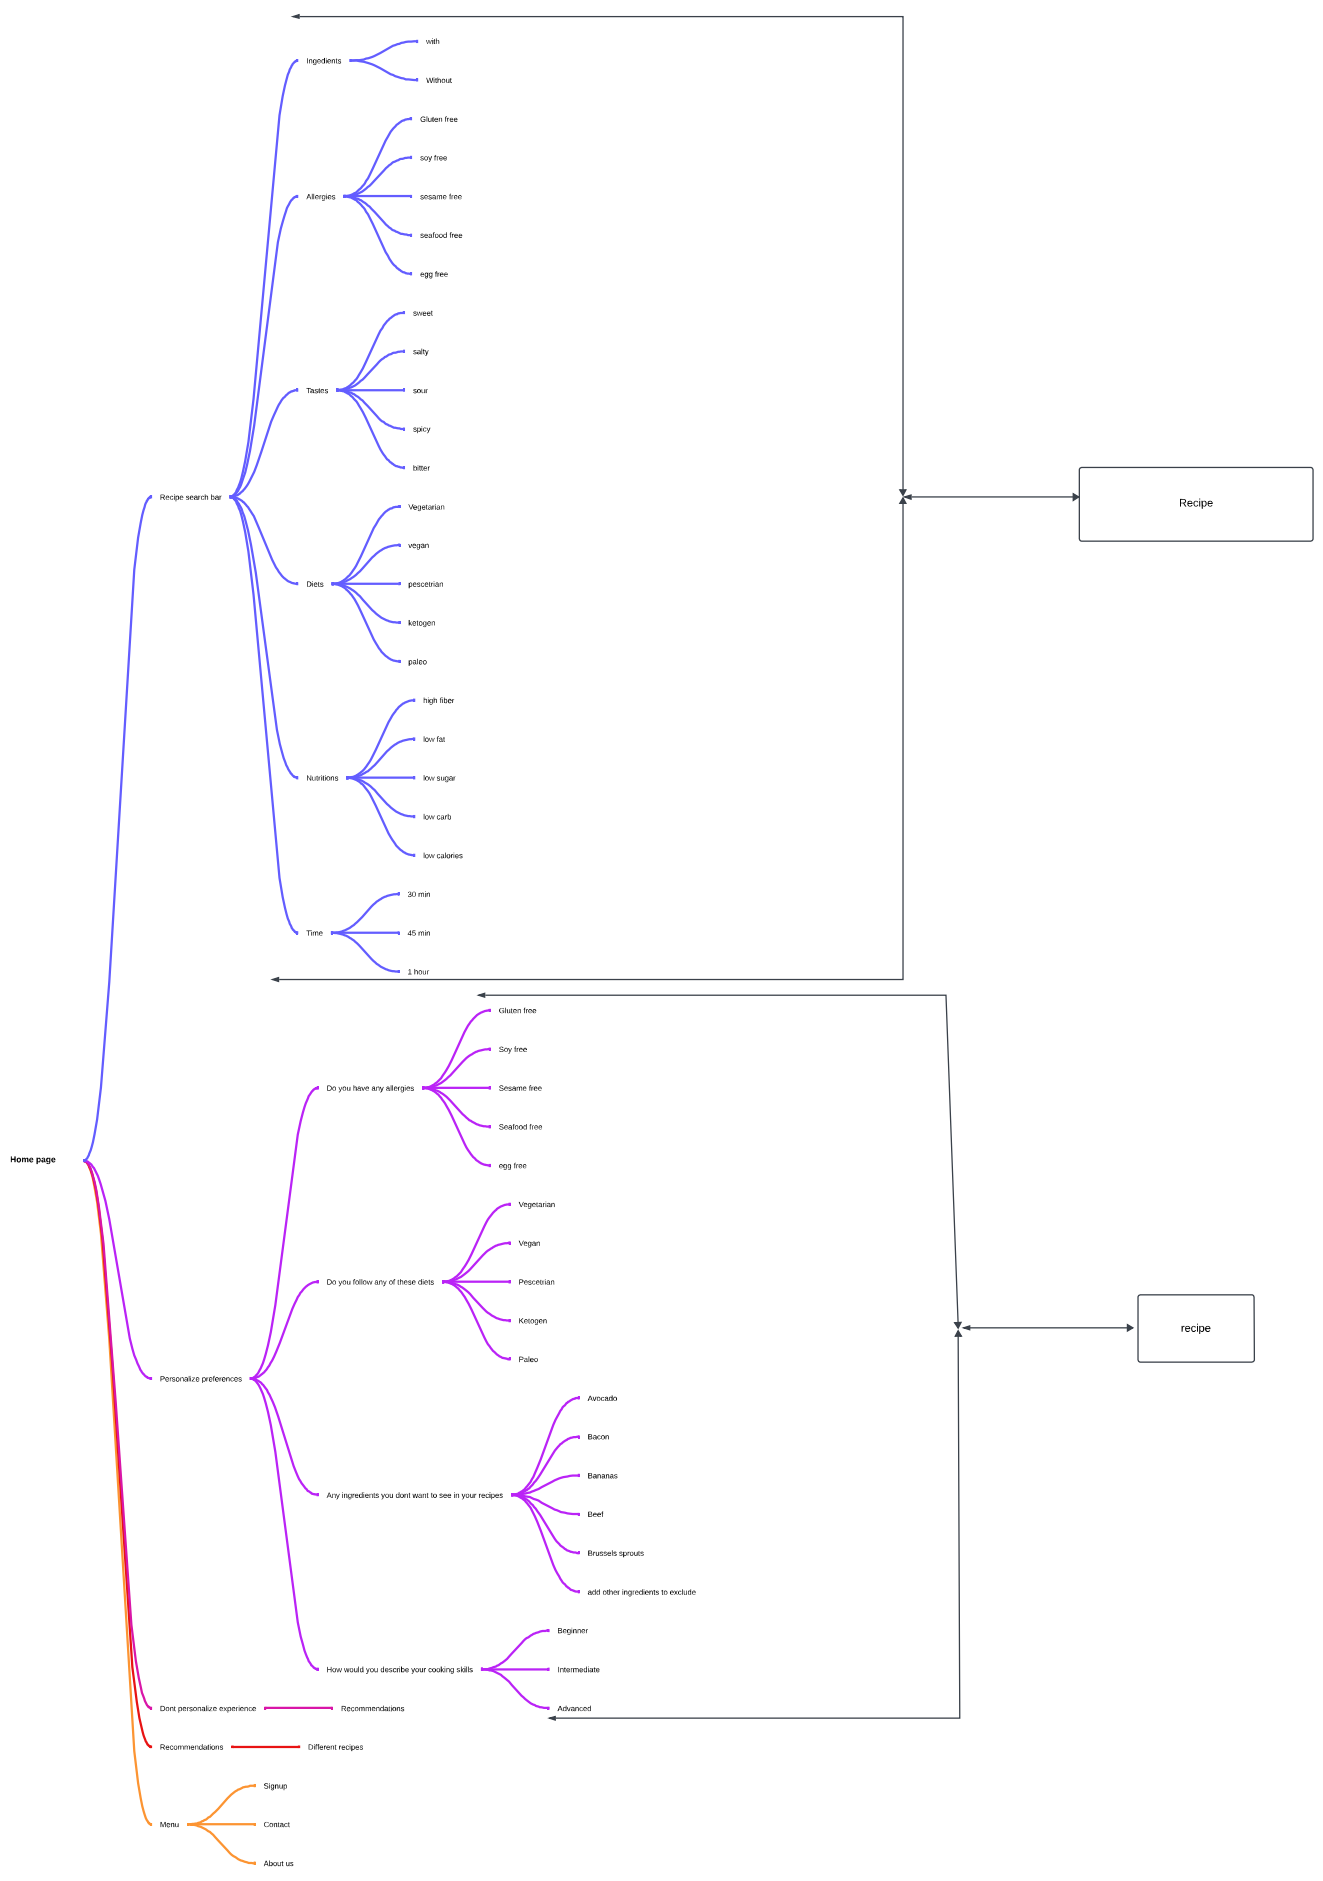 Home page
Recipe search bar
Ingedients
with
Without
Allergies
Gluten free
soy free
sesame free
seafood free
egg free
Tastes
sweet
salty
sour
spicy
bitter
Diets
Vegetarian
vegan
pescetrian
ketogen
paleo
Nutritions
high fiber
low fat
low sugar
low carb
low calories
Time
30 min
45 min
1 hour
Recipe
Personalize preferences
Do you have any allergies
Gluten free
Soy free
Sesame free
Seafood free
egg free
Do you follow any of these diets
Vegetarian
Vegan
Pescetrian
Ketogen
Paleo
Any ingredients you dont want to see in your recipes
Avocado
Bacon
Bananas
Beef
Brussels sprouts
add other ingredients to exclude
How would you describe your cooking skills
Beginner
Intermediate
Advanced
recipe
Dont personalize experience
Recommendations
Recommendations
Different recipes
Menu
Signup
Contact
About us